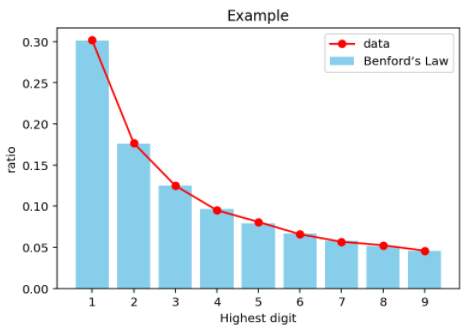 Example
data
Benford's Law
ratio
0.30
0.25
0.20
0.15
0.10
0.05
0.00
1 2 3 4 5 6 7 8 9
Highest digit